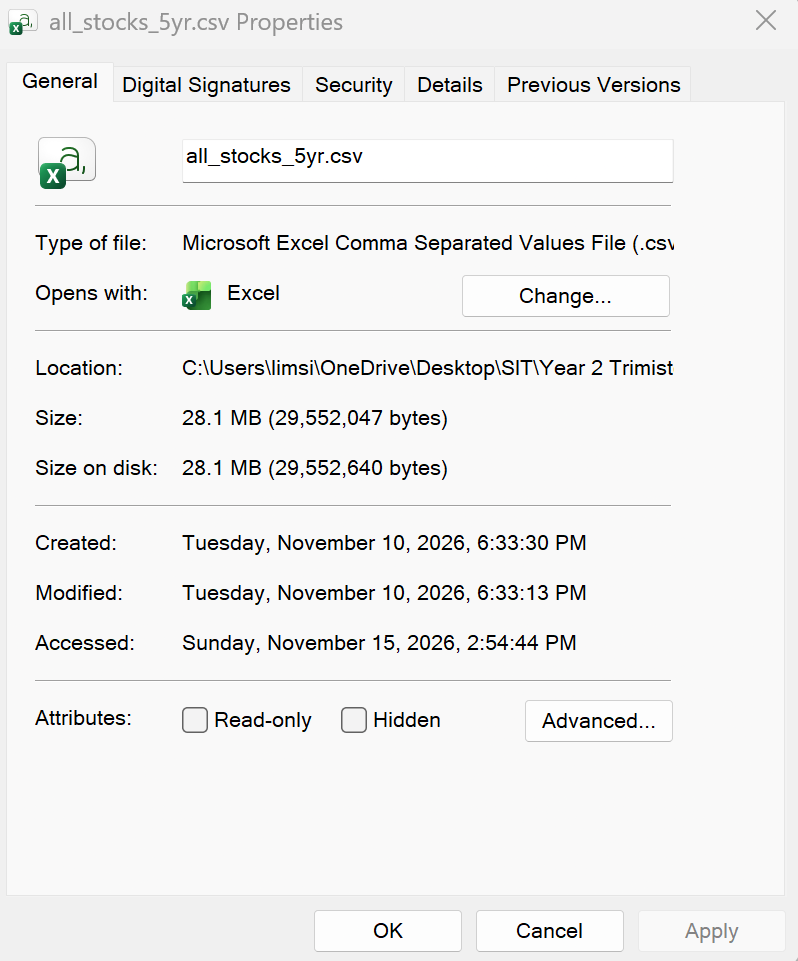 all_stocks_5yr.csv Properties
General Digital Signatures Security Details Previous Versions
a,
X
all_stocks_5yr.csv
Type of file: Microsoft Excel Comma Separated Values File (.csv
Opens with: Excel Change...
Location: C:\Users\limsi\OneDrive\Desktop\SIT\Year 2 Trimist
Size: 28.1 MB (29,552,047 bytes)
Size on disk: 28.1 MB (29,552,640 bytes)
Created: Tuesday, November 10, 2026, 6:33:30 PM
Modified: Tuesday, November 10, 2026, 6:33:13 PM
Accessed: Sunday, November 15, 2026, 2:54:44 PM
Attributes: Read-only Hidden Advanced...
OK Cancel Apply